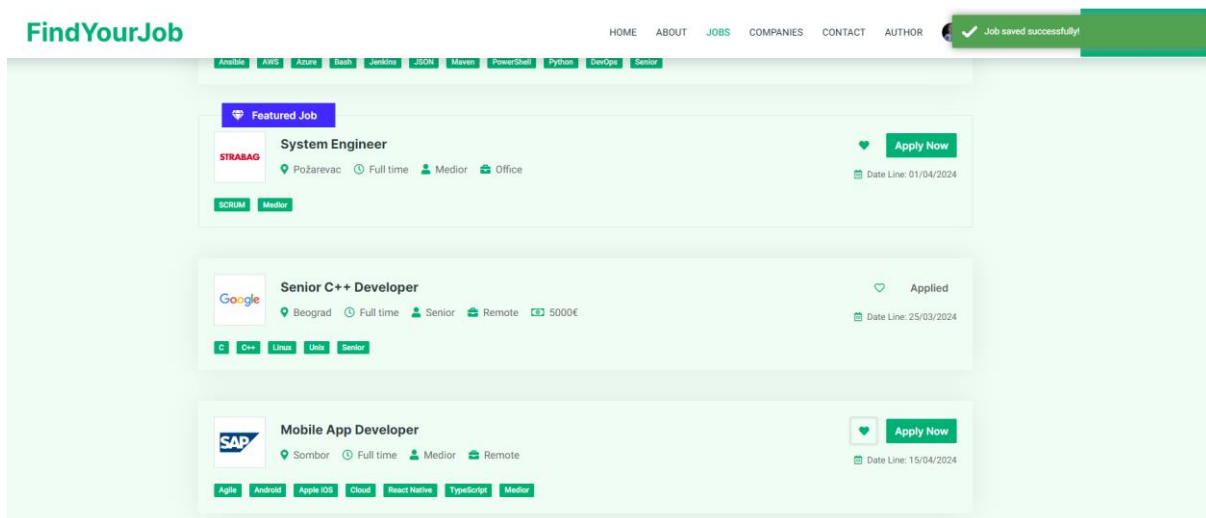 FindYourJob
HOME ABOUT JOBS COMPANIES CONTACT AUTHOR
Job saved successfully!
Ansible AWS Azure Bash Jenkins JSON Maven PowerShell Python DevOps Senior
Featured Job
STRABAG
System Engineer
Apply Now
Požarevac Full time Medior Office
Date Line: 01/04/2024
SCRUM Medior
Google
Senior C++ Developer
Applied
Beograd Full time Senior Remote 5000€
Date Line: 25/03/2024
C C++ Linux Unix Senior
SAP
Mobile App Developer
Apply Now
Sombor Full time Medior Remote
Date Line: 15/04/2024
Agile Android Apple IOS Cloud React Native TypeScript Medior